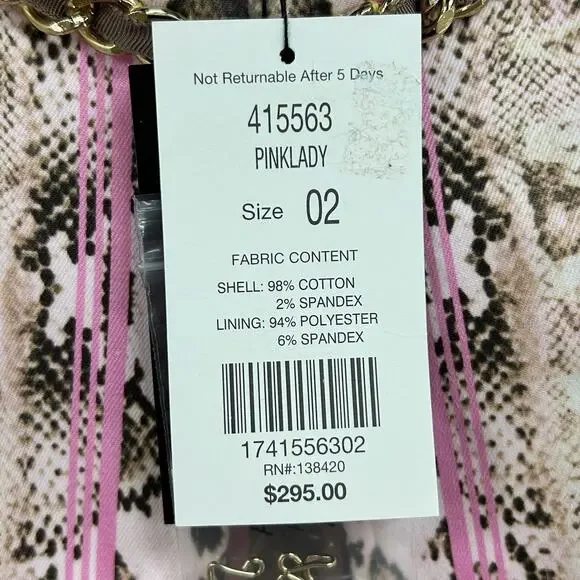 Not Returnable After 5 Days
415563
PINKLADY
Size 02
FABRIC CONTENT
SHELL: 98% COTTON
2% SPANDEX
LINING: 94% POLYESTER
6% SPANDEX
1741556302
RN#:138420
$295.00